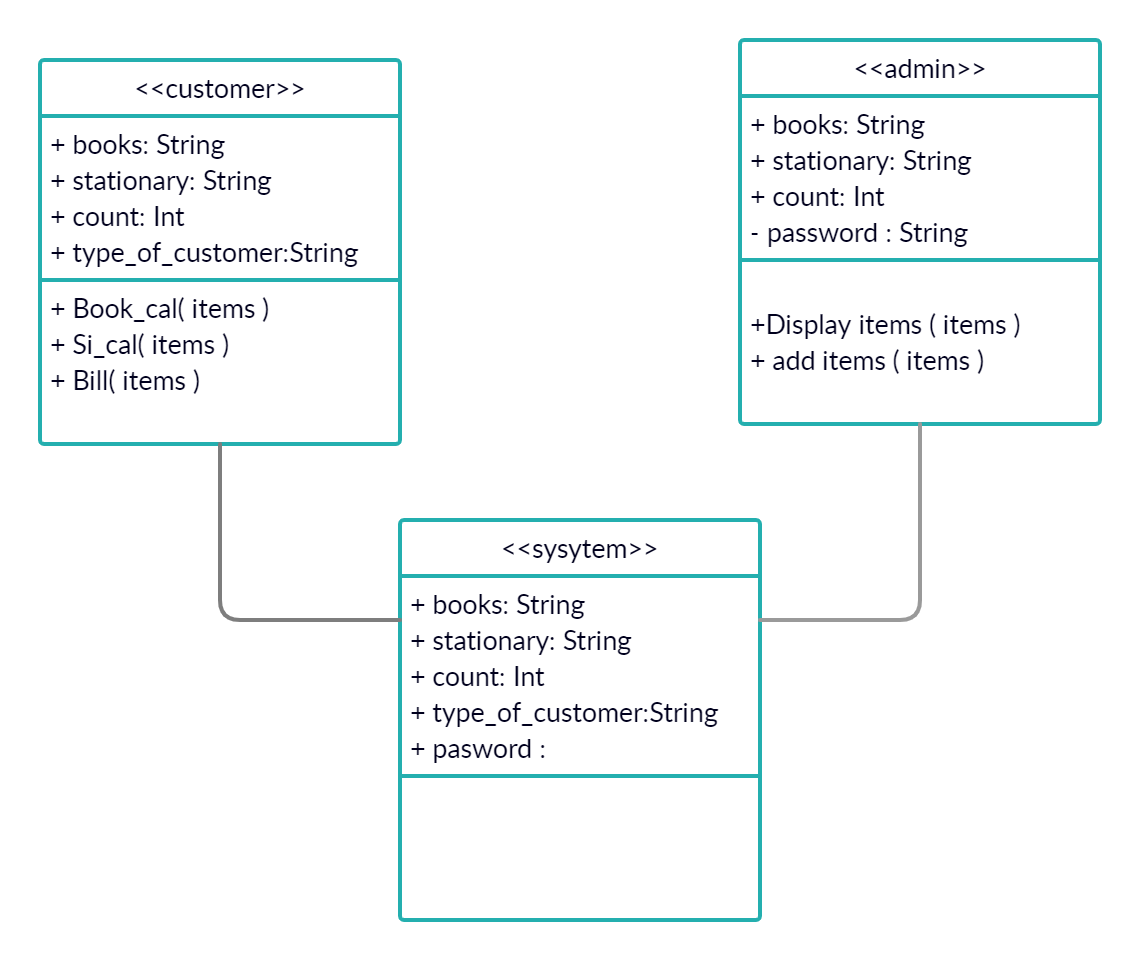 <<customer>>
+ books: String
+ stationary: String
+ count: Int
+ type_of_customer:String
+ Book_cal( items )
+ Si_cal( items )
+ Bill( items )
<<admin>>
+ books: String
+ stationary: String
+ count: Int
- password : String
+Display items ( items )
+ add items ( items )
<<sysytem>>
+ books: String
+ stationary: String
+ count: Int
+ type_of_customer:String
+ pasword :